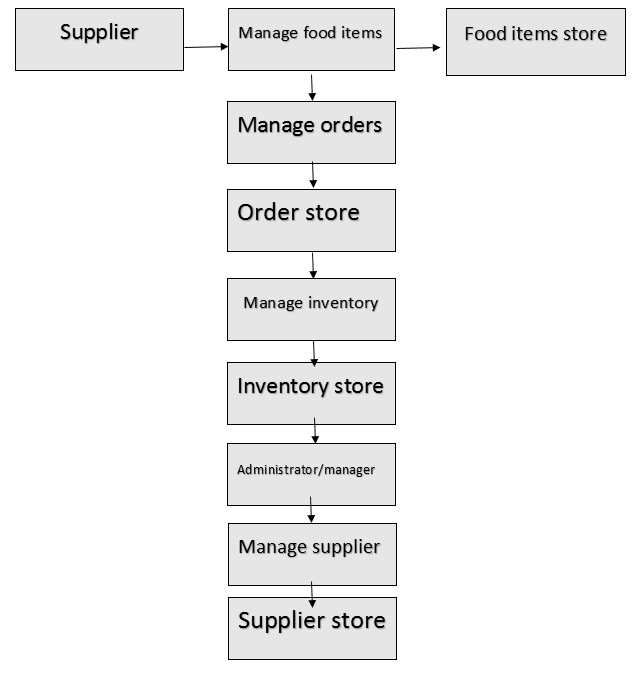 Supplier
Manage food items
Food items store
Manage orders
Order store
Manage inventory
Inventory store
Administrator/manager
Manage supplier
Supplier store